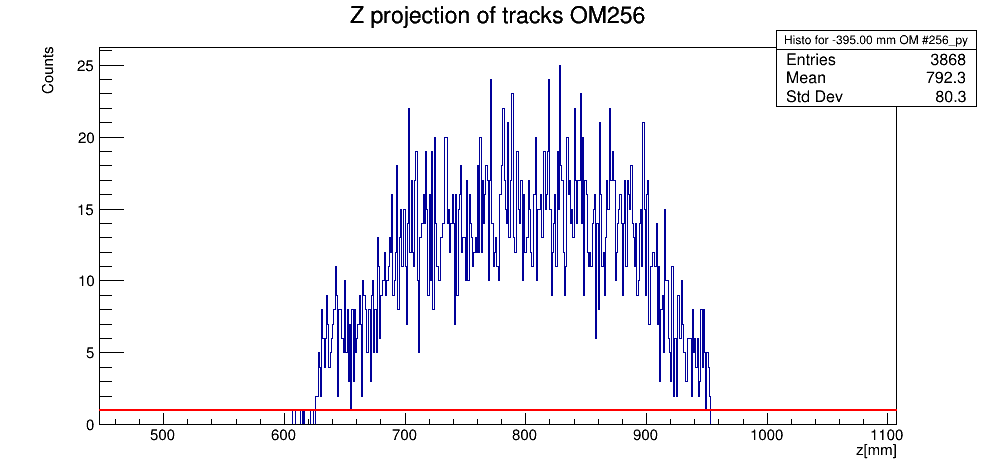 Z projection of tracks OM256
Histo for -395.00 mm OM #256_py
Entries 3868
Mean 792.3
Std Dev 80.3
Counts
25
20
15
10
5
0
500 600 700 800 900 1000 1100
z[mm]